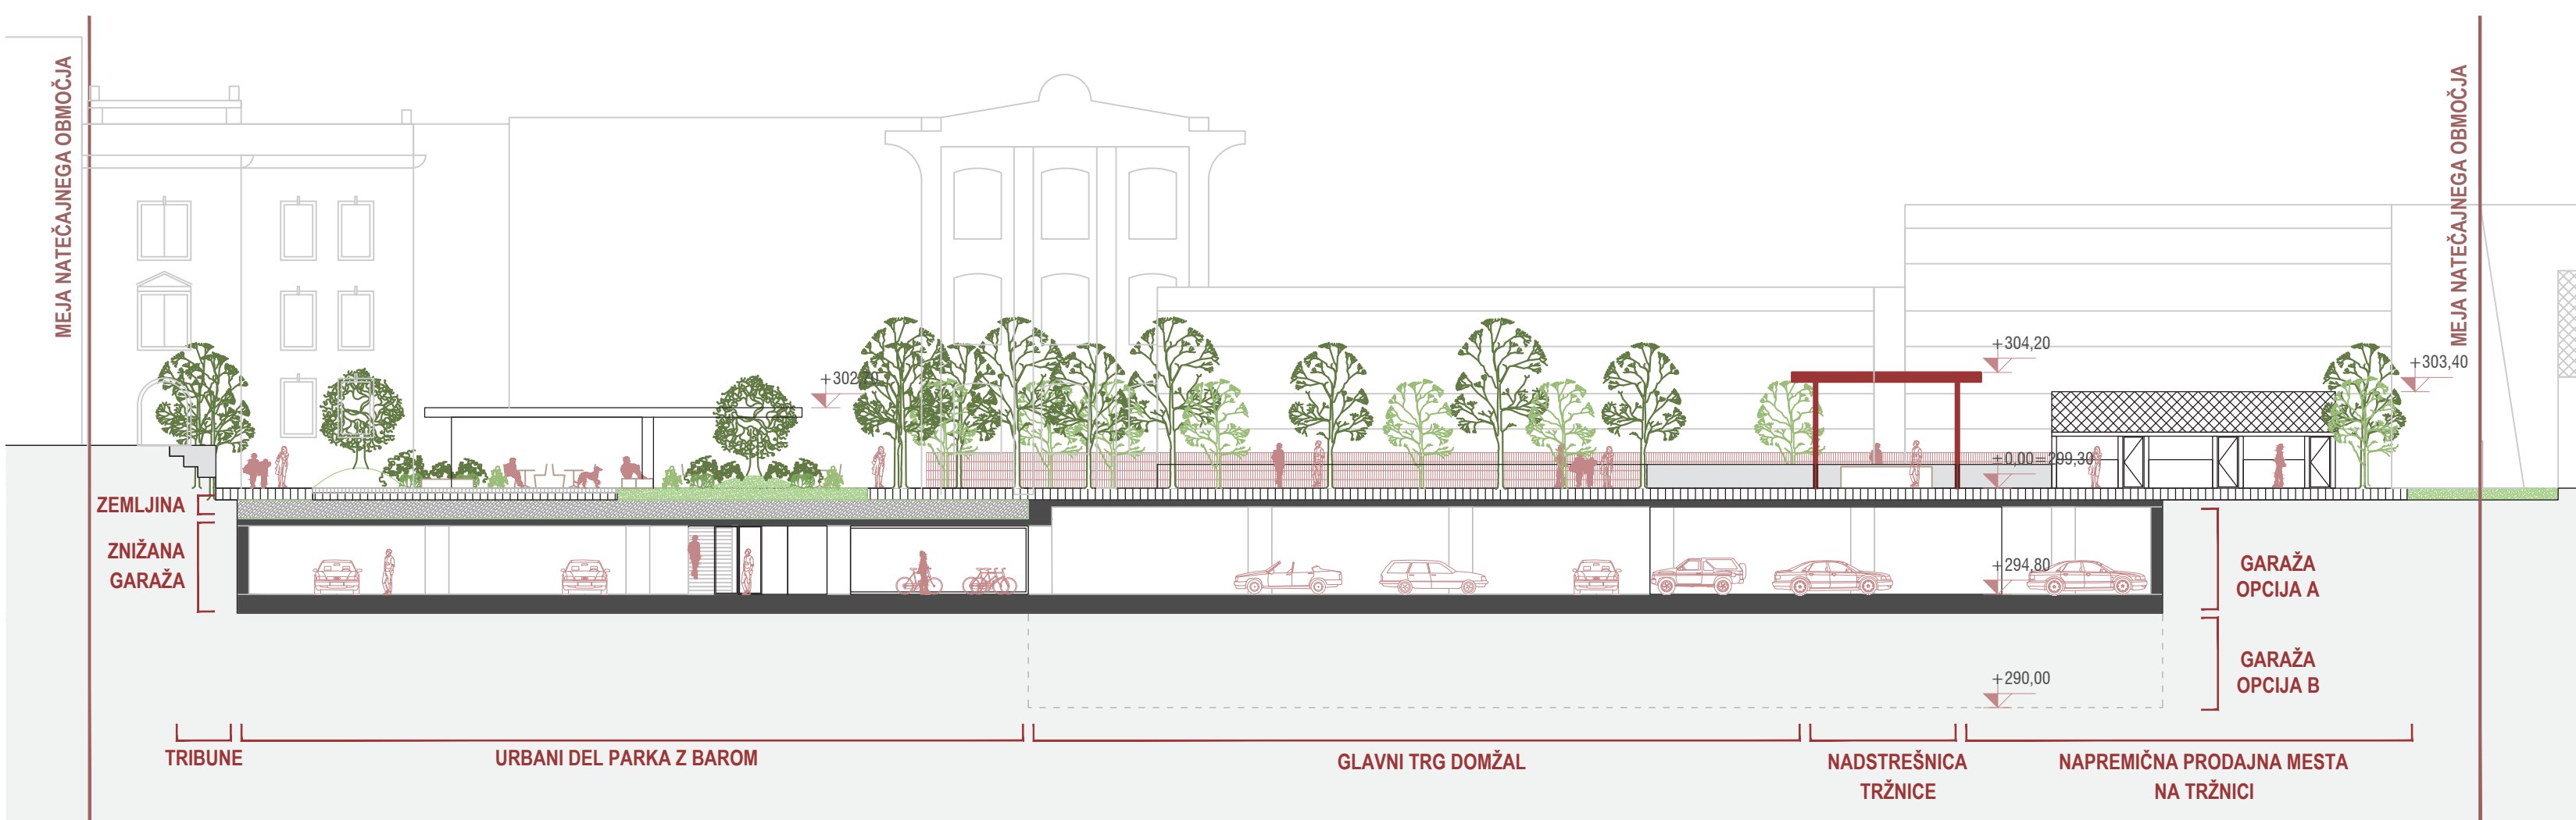 MEJA NATEČAJNEGA OBMOČJA
MEJA NATEČAJNEGA OBMOČJA
+304,20
+303,40
+0,00=299,30
ZEMLJINA
ZNIŽANA
GARAŽA
+294,80
GARAŽA
OPCIJA A
GARAŽA
OPCIJA B
+290,00
TRIBUNE
URBANI DEL PARKA Z BAROM
GLAVNI TRG DOMŽAL
NADSTREŠNICA
TRŽNICE
NAPREMIČNA PRODAJNA MESTA
NA TRŽNICI